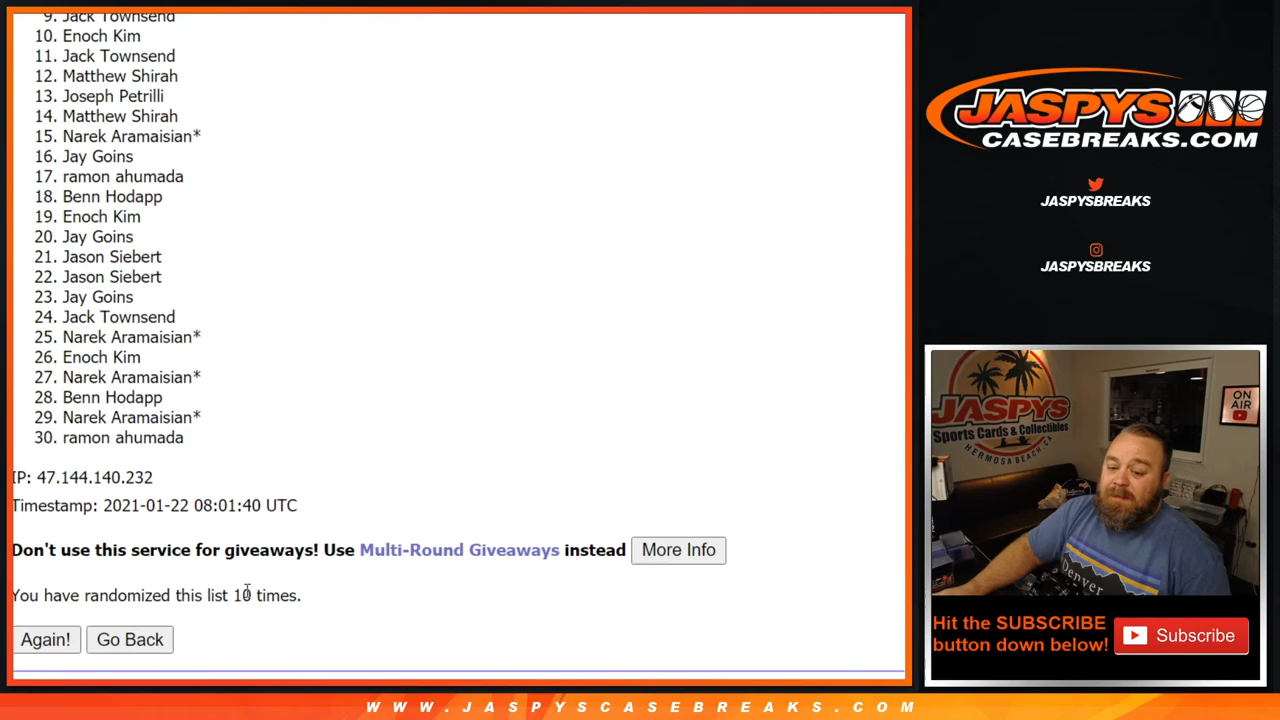 9. Jack Townsend
10. Enoch Kim
11. Jack Townsend
12. Matthew Shirah
13. Joseph Petrilli
14. Matthew Shirah
15. Narek Aramaisian*
16. Jay Goins
17. ramon ahumada
18. Benn Hodapp
19. Enoch Kim
20. Jay Goins
21. Jason Siebert
22. Jason Siebert
23. Jay Goins
24. Jack Townsend
25. Narek Aramaisian*
26. Enoch Kim
27. Narek Aramaisian*
28. Benn Hodapp
29. Narek Aramaisian*
30. ramon ahumada
IP: 47.144.140.232
Timestamp: 2021-01-22 08:01:40 UTC
Don't use this service for giveaways! Use Multi-Round Giveaways instead More Info
You have randomized this list 10 times.
Again! Go Back
JASPYS
CASEBREAKS.COM
JASPYSBREAKS
JASPYSBREAKS
JASPYS
Sports Cards & Collectibles
HERMOSA BEACH, CA
ON
AIR
Denver
Hit the SUBSCRIBE
button down below!
Subscribe
WWW.JASPYSCASEBREAKS.COM